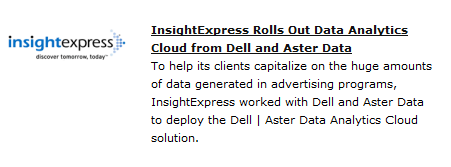 insightexpress
discover tomorrow, today™
InsightExpress Rolls Out Data Analytics
Cloud from Dell and Aster Data
To help its clients capitalize on the huge amounts
of data generated in advertising programs,
InsightExpress worked with Dell and Aster Data
to deploy the Dell | Aster Data Analytics Cloud
solution.